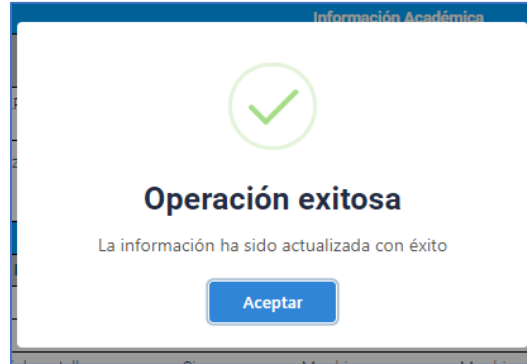 Información Académica
Operación exitosa
La información ha sido actualizada con éxito
Aceptar